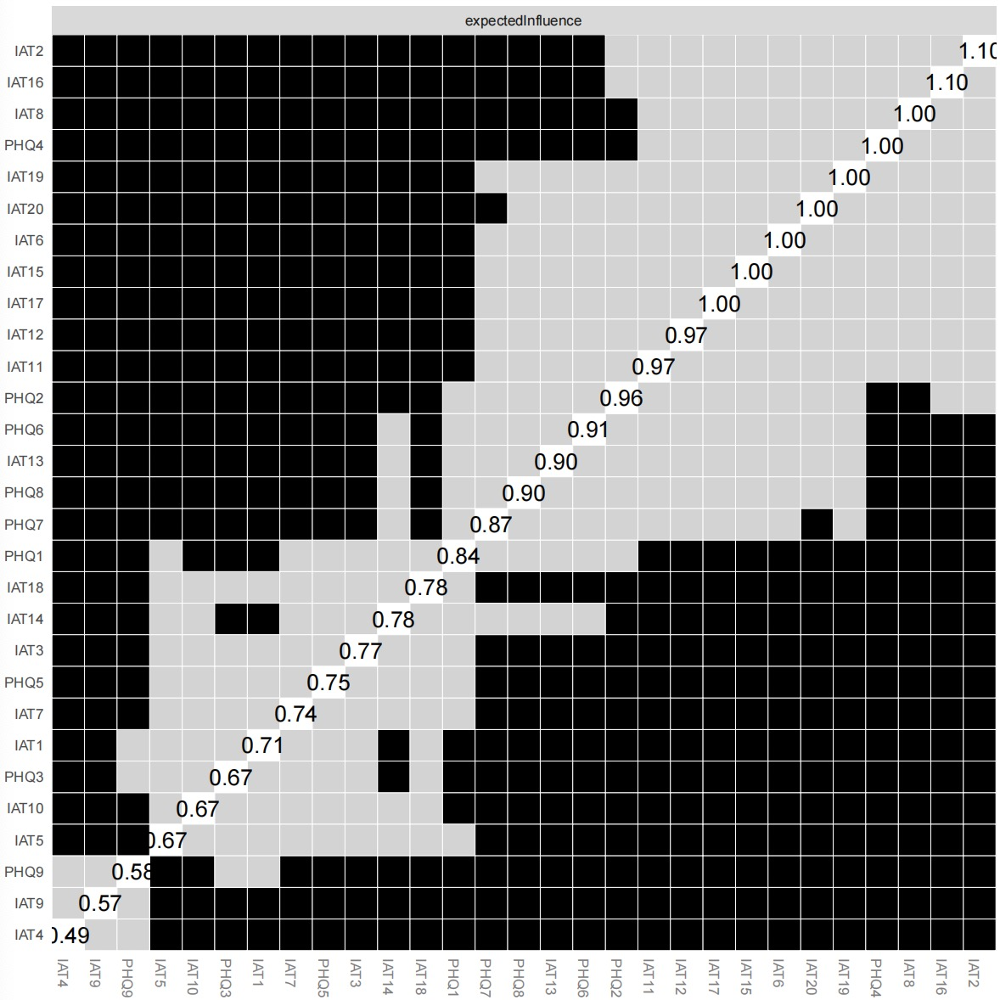 expectedInfluence
IAT2 1.10
IAT16 1.10
IAT8 1.00
PHQ4 1.00
IAT19 1.00
IAT20 1.00
IAT6 1.00
IAT15 1.00
IAT17 1.00
IAT12 0.97
IAT11 0.97
PHQ2 0.96
PHQ6 0.91
IAT13 0.90
PHQ8 0.90
PHQ7 0.87
PHQ1 0.84
IAT18 0.78
IAT14 0.78
IAT3 0.77
PHQ5 0.75
IAT7 0.74
IAT1 0.71
PHQ3 0.67
IAT10 0.67
IAT5 0.67
PHQ9 0.58
IAT9 0.57
IAT4 0.49
IAT4 IAT9 PHQ9 IAT5 IAT10 PHQ3 IAT1 IAT7 PHQ5 IAT3 IAT14 IAT18 PHQ1 PHQ7 PHQ8 IAT13 PHQ6 PHQ2 IAT11 IAT12 IAT17 IAT15 IAT6 IAT20 IAT19 PHQ4 IAT8 IAT16 IAT2